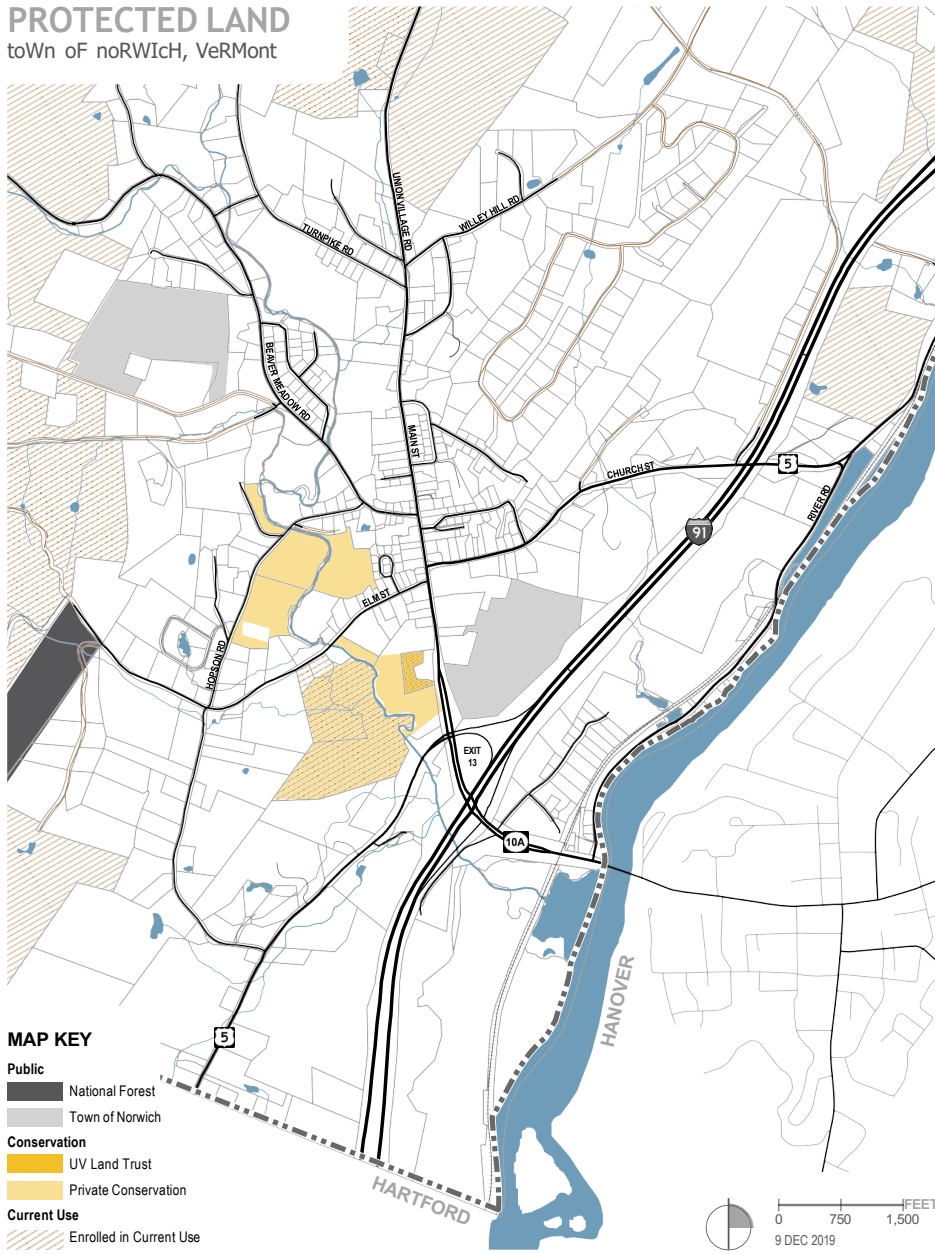 PROTECTED LAND
toWn oF noRWIcH, VeRMont
UNION VILLAGE RD
WILLEY HILL RD
TURNPIKE RD
BEAVER MEADOW RD
MAIN ST
CHURCH ST
5
RIVER RD
91
ELM ST
HOPSON RD
EXIT
13
10A
HANOVER
5
HARTFORD
MAP KEY
Public
National Forest
Town of Norwich
Conservation
UV Land Trust
Private Conservation
Current Use
Enrolled in Current Use
FEET
0 750 1,500
9 DEC 2019